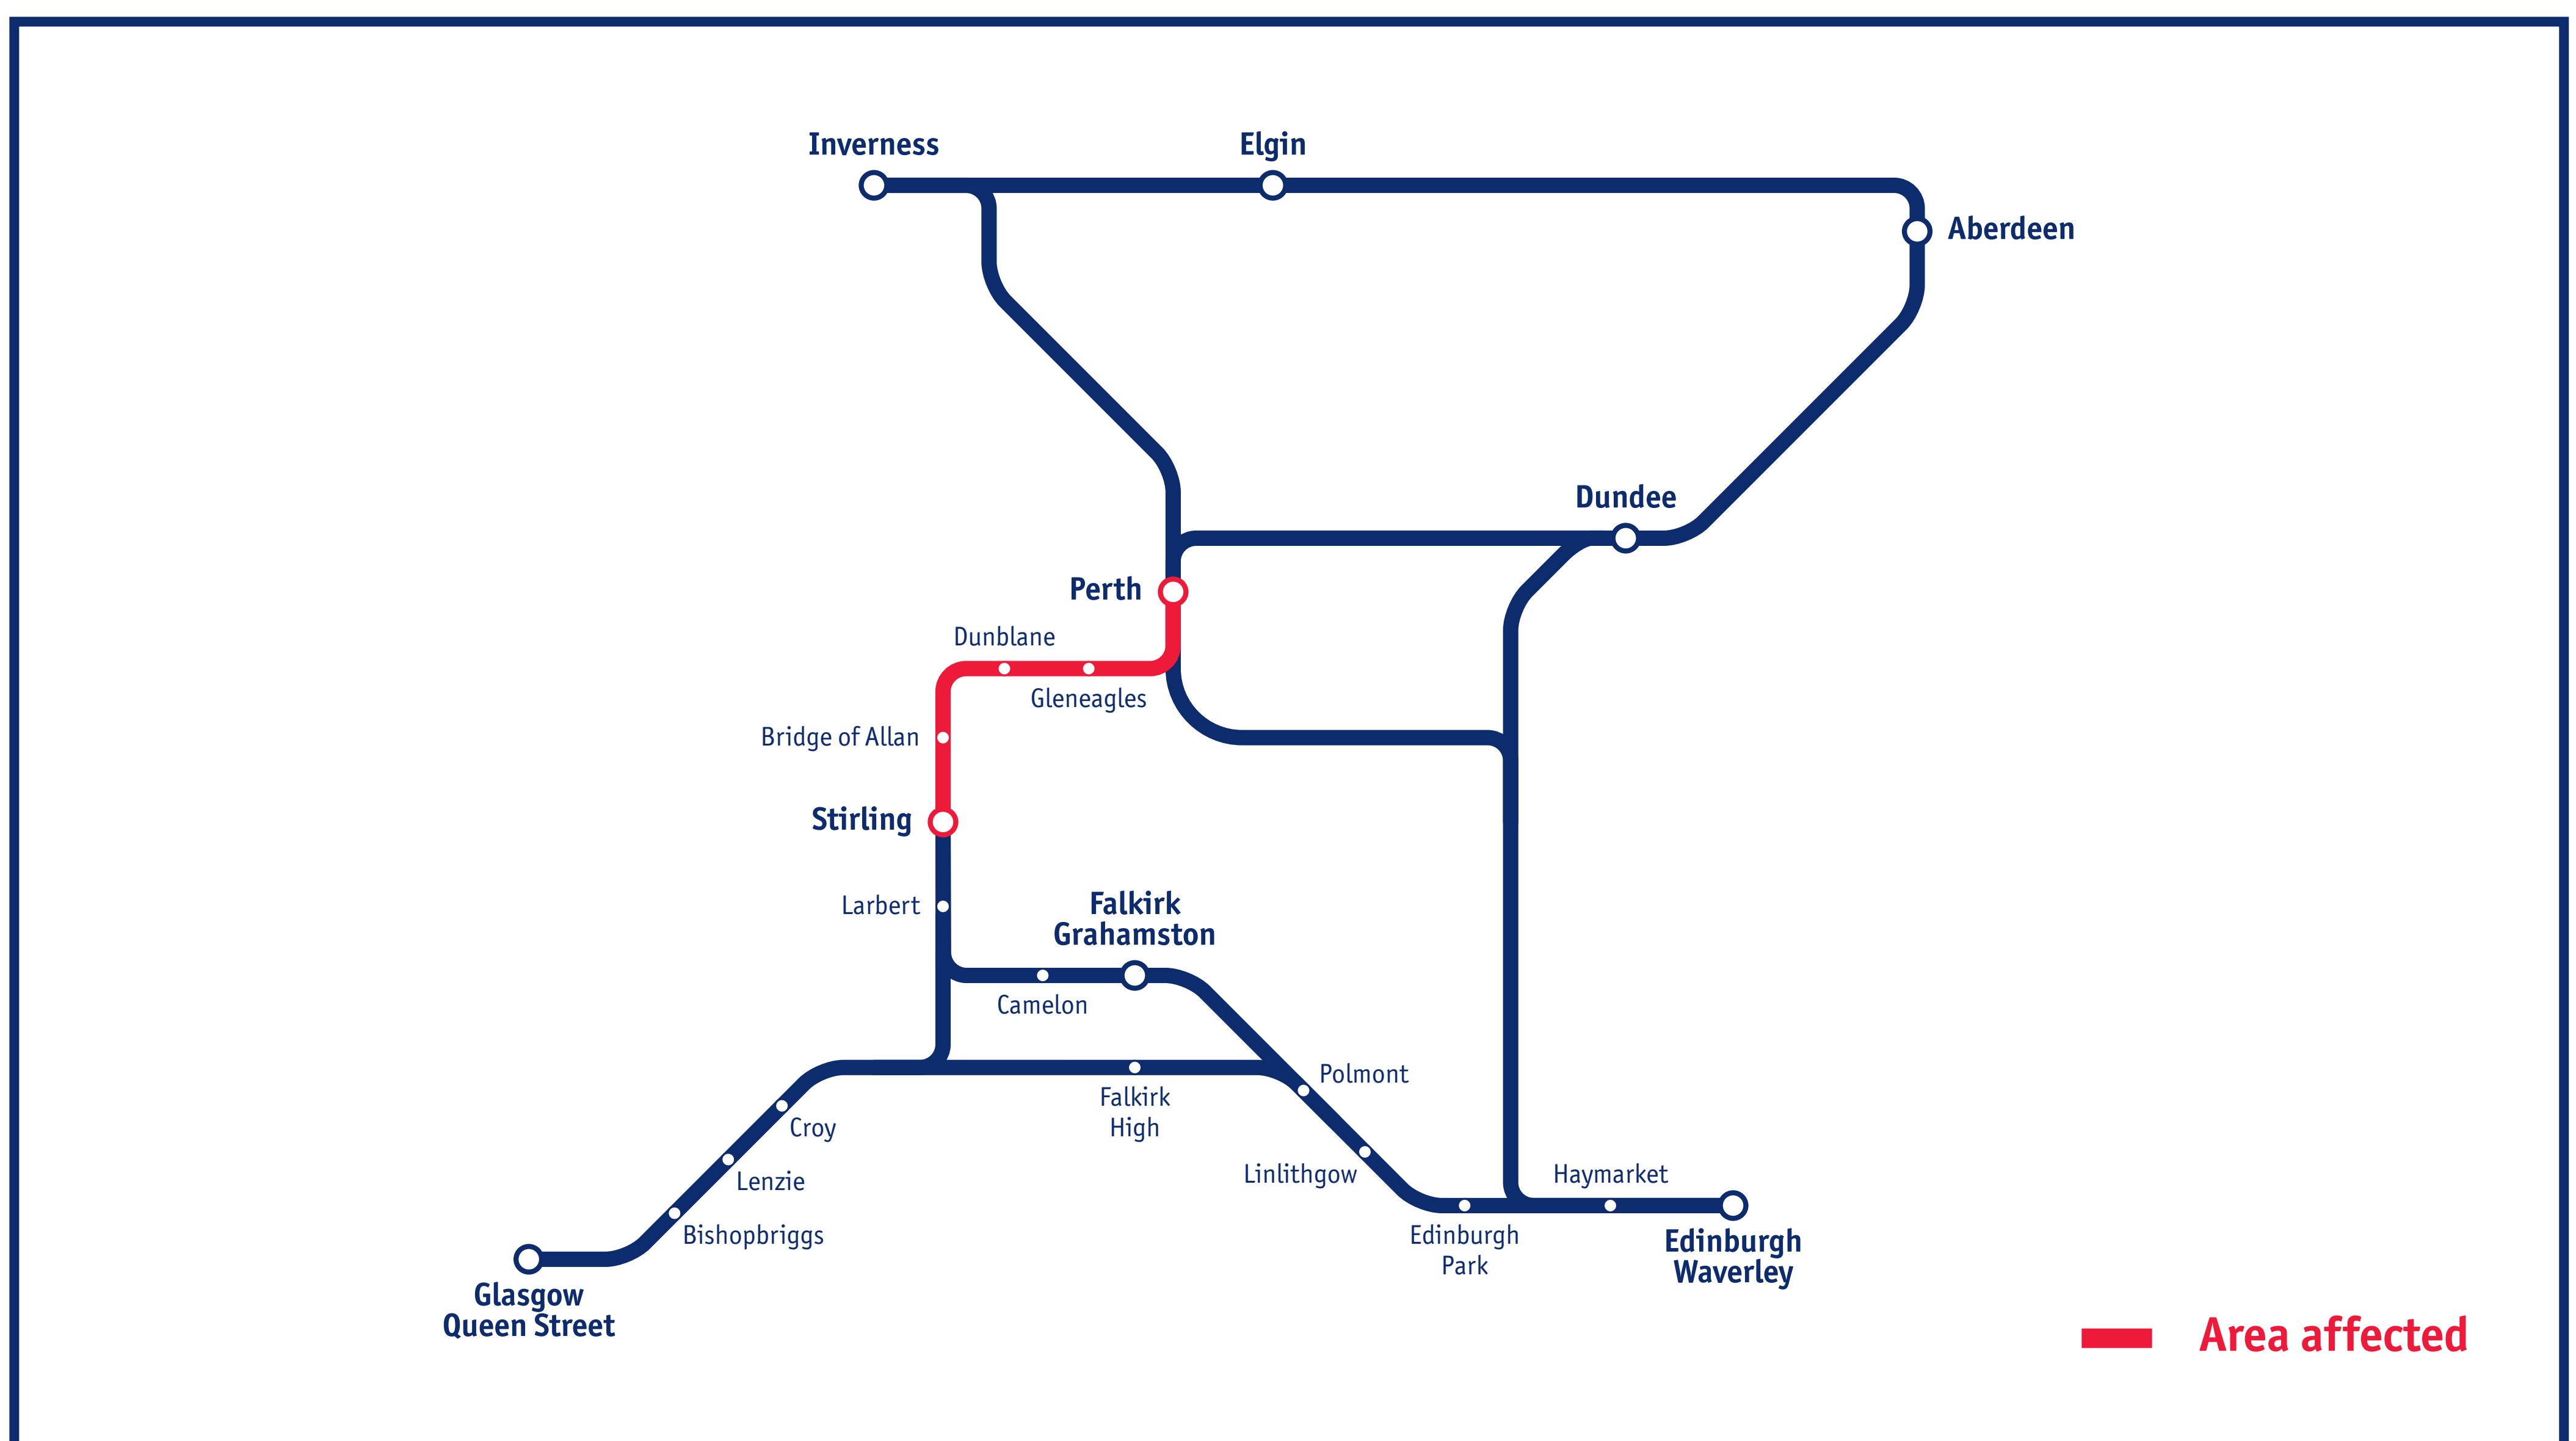 Inverness
Elgin
Aberdeen
Dundee
Perth
Dunblane
Gleneagles
Bridge of Allan
Stirling
Larbert
Falkirk
Grahamston
Camelon
Polmont
Falkirk
High
Croy
Linlithgow
Haymarket
Lenzie
Bishopbriggs
Edinburgh
Park
Edinburgh
Waverley
Glasgow
Queen Street
Area affected